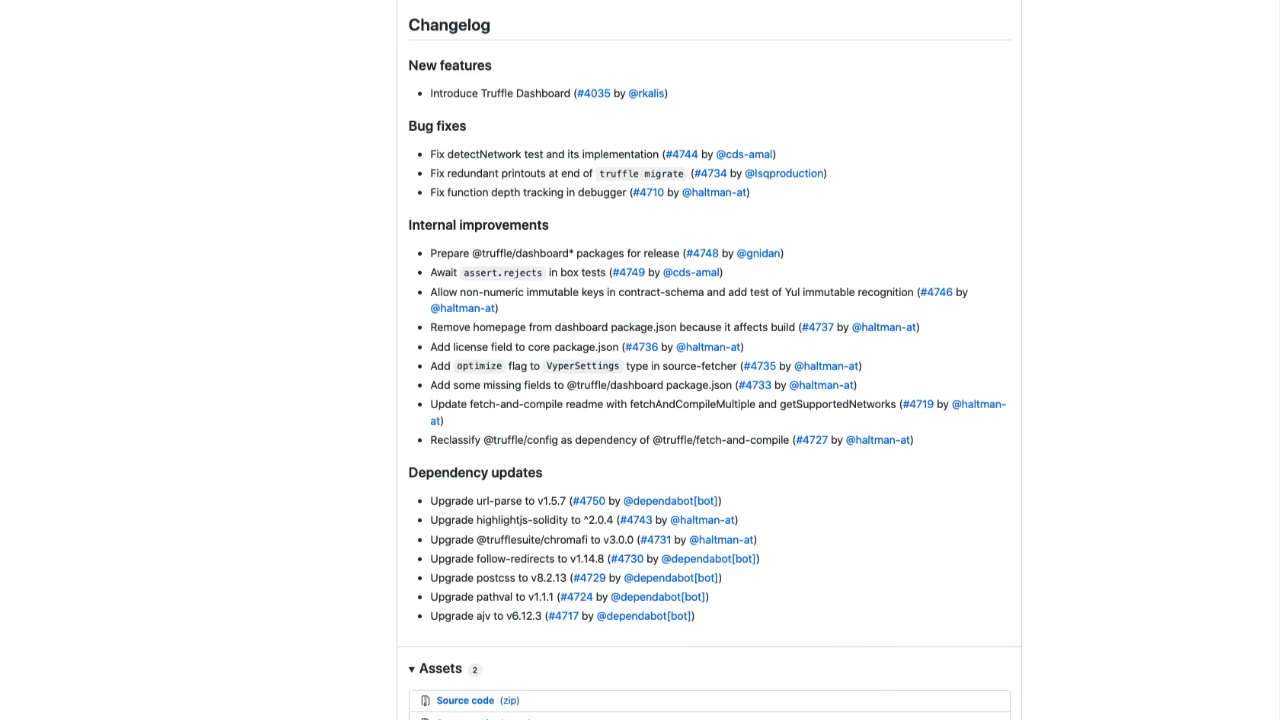 Changelog
New features
Introduce Truffle Dashboard (#4035 by @rkalis)
Bug fixes
Fix detectNetwork test and its implementation (#4744 by @cds-amal)
Fix redundant printouts at end of truffle migrate (#4734 by @lsqproduction)
Fix function depth tracking in debugger (#4710 by @haltman-at)
Internal improvements
Prepare @truffle/dashboard* packages for release (#4748 by @gnidan)
Await assert.rejects in box tests (#4749 by @cds-amal)
Allow non-numeric immutable keys in contract-schema and add test of Yul immutable recognition (#4746 by
@haltman-at)
Remove homepage from dashboard package.json because it affects build (#4737 by @haltman-at)
Add license field to core package.json (#4736 by @haltman-at)
Add optimize flag to VyperSettings type in source-fetcher (#4735 by @haltman-at)
Add some missing fields to @truffle/dashboard package.json (#4733 by @haltman-at)
Update fetch-and-compile readme with fetchAndCompileMultiple and getSupportedNetworks (#4719 by @haltman-
at)
Reclassify @truffle/config as dependency of @truffle/fetch-and-compile (#4727 by @haltman-at)
Dependency updates
Upgrade url-parse to v1.5.7 (#4750 by @dependabot[bot])
Upgrade highlightjs-solidity to ^2.0.4 (#4743 by @haltman-at)
Upgrade @trufflesuite/chromafi to v3.0.0 (#4731 by @haltman-at)
Upgrade follow-redirects to v1.14.8 (#4730 by @dependabot[bot])
Upgrade postcss to v8.2.13 (#4729 by @dependabot[bot])
Upgrade pathval to v1.1.1 (#4724 by @dependabot[bot])
Upgrade ajv to v6.12.3 (#4717 by @dependabot[bot])
Assets 2
Source code (zip)